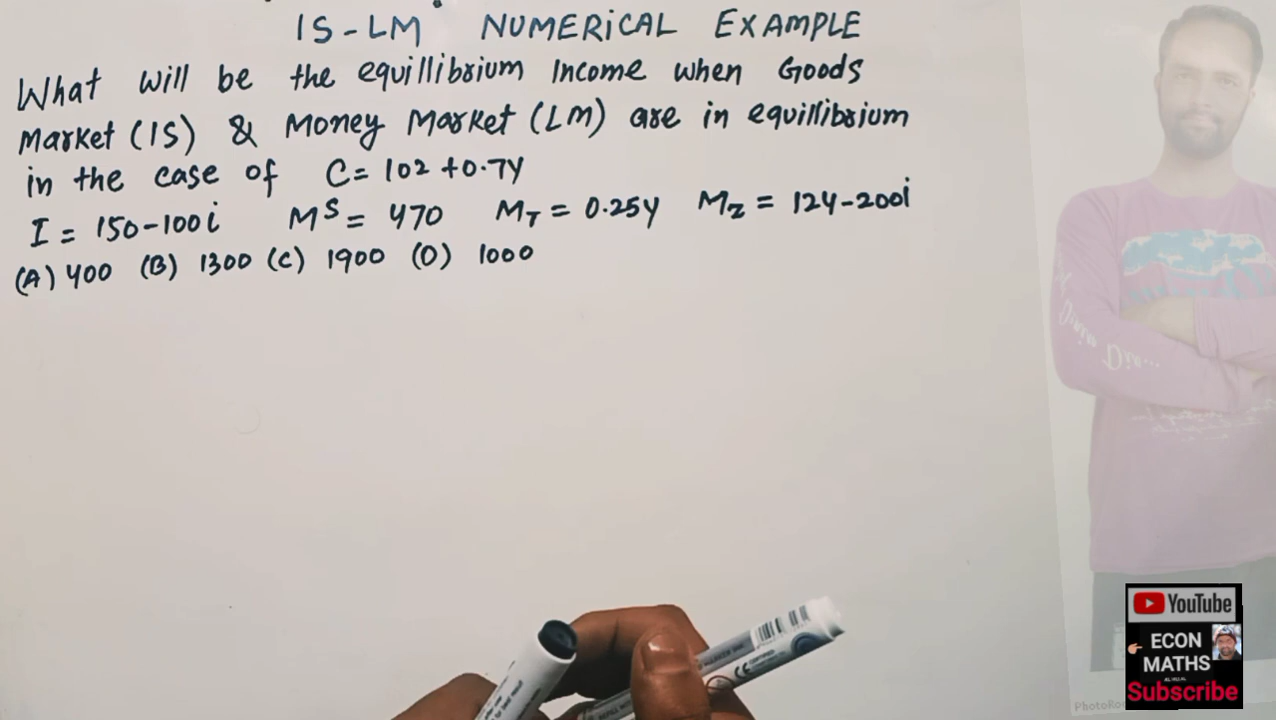 IS-LM NUMERICAL EXAMPLE
What will be the equillibrium Income when Goods
Market (IS) & Money Market (LM) are in equillibrium
in the case of C = 102 + 0.7Y
I = 150-100i M^S = 470 M_T = 0.25Y M_Z = 124-200i
(A) 400 (B) 1300 (C) 1900 (D) 1000
YouTube
ECON
MATHS
Subscribe